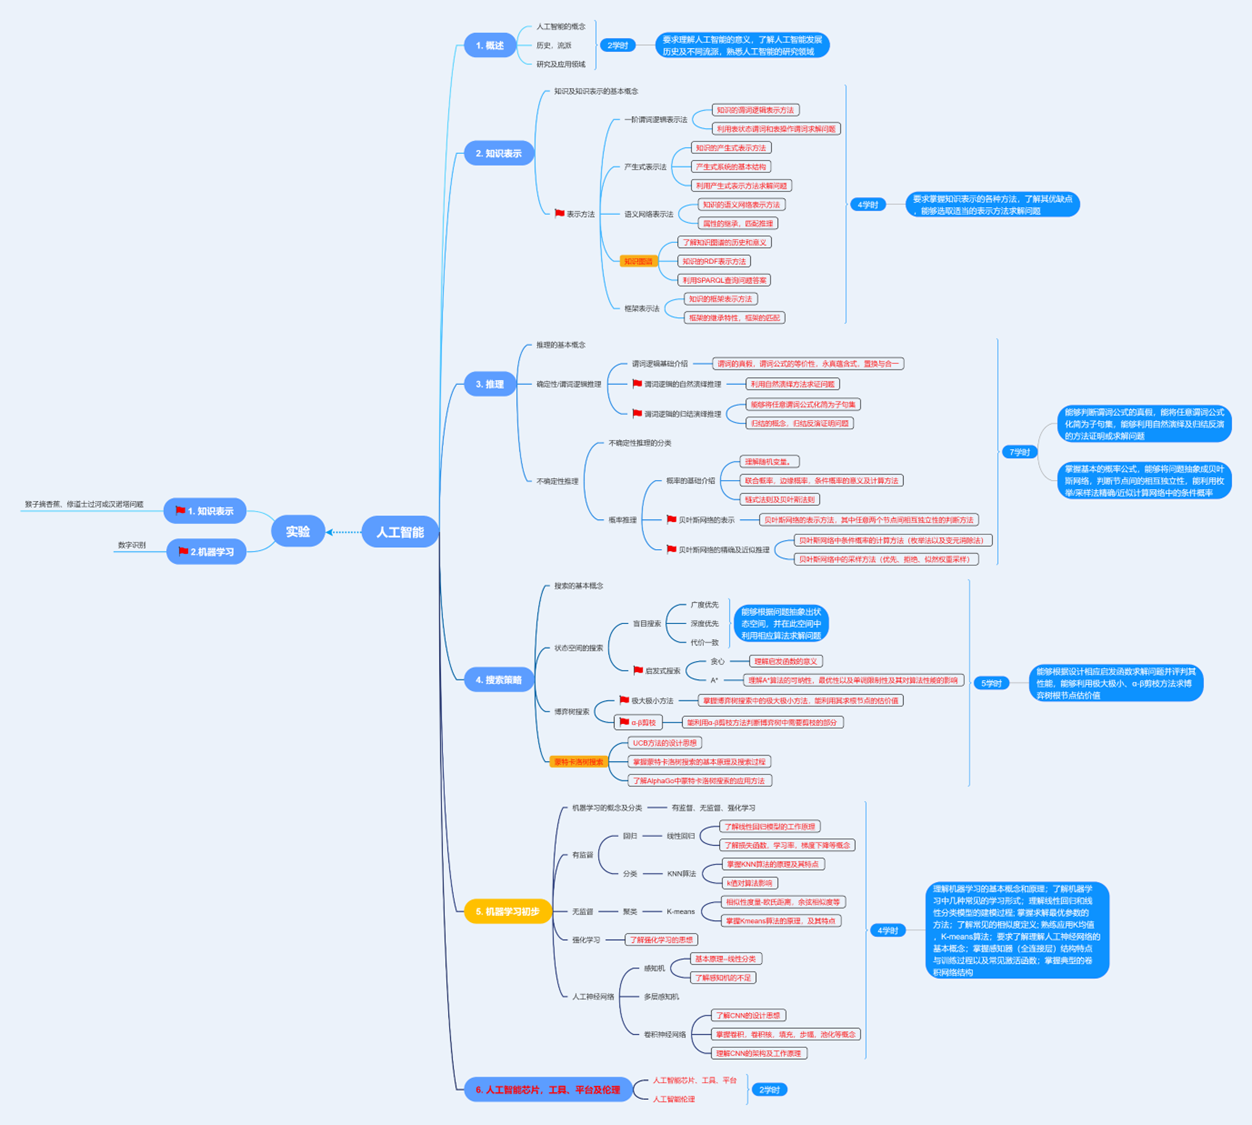 人工智能
实验
1. 知识表示
猴子摘香蕉、修道士过河或汉诺塔问题
2.机器学习
数字识别
1. 概述
人工智能的概念
历史、流派
研究及应用领域
2学时
要求理解人工智能的意义，了解人工智能发展
历史及不同流派，熟悉人工智能的研究领域
2. 知识表示
知识及知识表示的基本概念
表示方法
一阶谓词逻辑表示法
知识的谓词逻辑表示方法
利用表状态谓词和表操作谓词求解问题
产生式表示法
知识的产生式表示方法
产生式系统的基本结构
利用产生式表示方法求解问题
语义网络表示法
知识的语义网络表示方法
属性的继承、匹配推理
知识图谱
了解知识图谱的历史和意义
知识的RDF表示方法
利用SPARQL查询问题答案
框架表示法
知识的框架表示方法
框架的继承特性、框架的匹配
4学时
要求掌握知识表示的各种方法，了解其优缺点
，能够选取适当的表示方法求解问题
3. 推理
推理的基本概念
确定性/谓词逻辑推理
谓词逻辑基础介绍
谓词的真假，谓词公式的等价性，永真蕴含式，置换与合一
谓词逻辑的自然演绎推理
利用自然演绎方法求证问题
谓词逻辑的归结演绎推理
能够将任意谓词公式化简为子句集
归结的概念、归结反演证明问题
不确定性推理
不确定性推理的分类
概率推理
概率的基础介绍
理解随机变量。
联合概率、边缘概率、条件概率的意义及计算方法
链式法则及贝叶斯法则
贝叶斯网络的表示
贝叶斯网络的表示方法，其中任意两个节点间相互独立性的判断方法
贝叶斯网络的精确及近似推理
贝叶斯网络中条件概率的计算方法（枚举法以及变元消除法）
贝叶斯网络中的采样方法（优先、拒绝、似然权重采样）
7学时
能够判断谓词公式的真假，能将任意谓词公式
化简为子句集，能够利用自然演绎及归结反演
的方法证明或求解问题
掌握基本的概率公式，能够将问题抽象成贝叶
斯网络，判断节点间的相互独立性，能利用枚
举/采样法精确/近似计算网络中的条件概率
4. 搜索策略
搜索的基本概念
状态空间的搜索
盲目搜索
广度优先
深度优先
代价一致
能够根据问题抽象出状
态空间，并在此空间中
利用相应算法求解问题
启发式搜索
贪心
理解启发函数的意义
A*
理解A*算法的可纳性、最优性以及单调限制性及其对算法性能的影响
博弈树搜索
极大极小方法
掌握博弈树搜索中的极大极小方法，能利用其求根节点的估价值
α-β剪枝
能利用α-β剪枝方法判断博弈树中需要剪枝的部分
蒙特卡洛树搜索
UCB方法的设计思想
掌握蒙特卡洛树搜索的基本原理及搜索过程
了解AlphaGo中蒙特卡洛树搜索的应用方法
5学时
能够根据设计相应启发函数求解问题并评判其
性能，能够利用极大极小、α-β剪枝方法求博
弈树根节点估价值
5. 机器学习初步
机器学习的概念及分类
有监督、无监督、强化学习
有监督
回归
线性回归
了解线性回归模型的工作原理
了解损失函数，学习率、梯度下降等概念
分类
KNN算法
掌握KNN算法的原理及其特点
k值对算法影响
无监督
聚类
K-means
相似性度量-欧氏距离、余弦相似度等
掌握Kmeans算法的原理，及其特点
强化学习
了解强化学习的思想
人工神经网络
感知机
基本原理--线性分类
了解感知机的不足
多层感知机
卷积神经网络
了解CNN的设计思想
掌握卷积、卷积核、填充、步幅、池化等概念
理解CNN的架构及工作原理
4学时
理解机器学习的基本概念和原理；了解机器学
习中几种常见的学习形式；理解线性回归和线
性分类模型的建模过程; 掌握求解最优参数的
方法；了解常见的相似度定义; 熟练应用K均值
，K-means算法；要求了解理解人工神经网络的
基本概念；掌握感知器（全连接层）结构特点
与训练过程以及常见激活函数；掌握典型的卷
积网络结构
6. 人工智能芯片，工具、平台及伦理
人工智能芯片、工具、平台
人工智能伦理
2学时